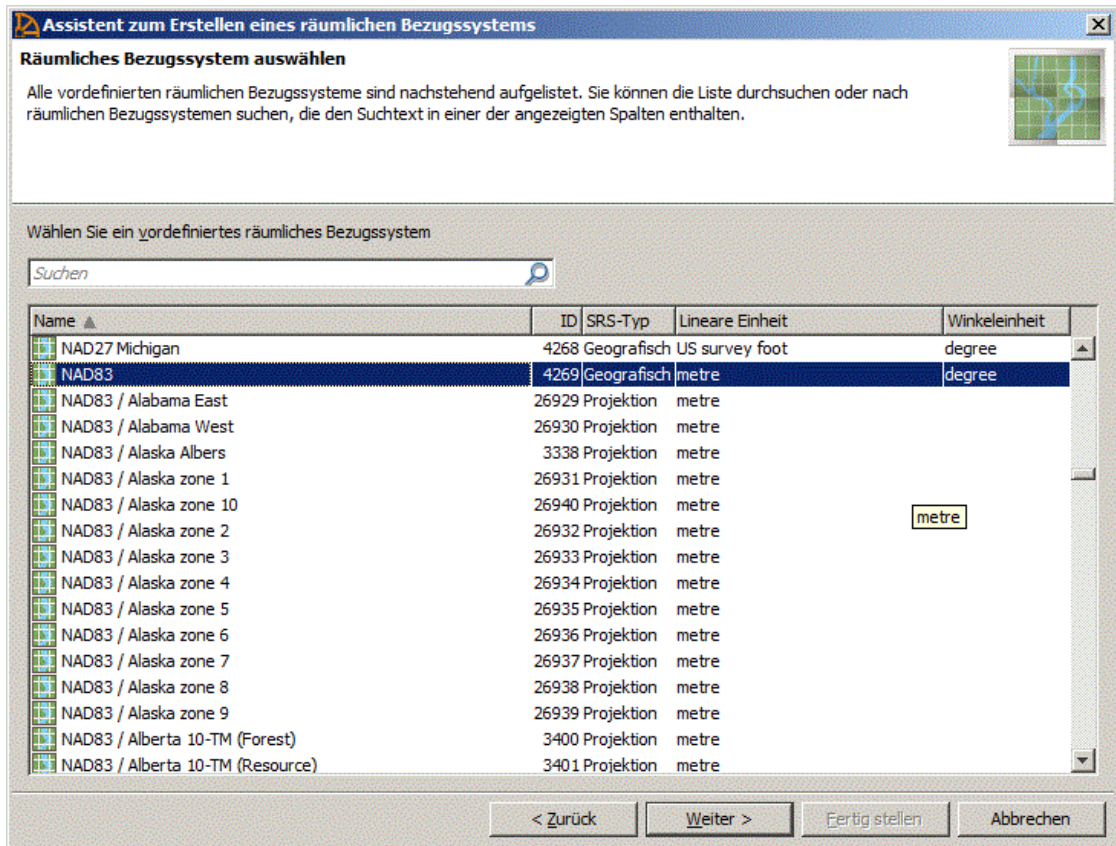 Assistent zum Erstellen eines räumlichen Bezugssystems
Räumliches Bezugssystem auswählen
Alle vordefinierten räumlichen Bezugssysteme sind nachstehend aufgelistet. Sie können die Liste durchsuchen oder nach
räumlichen Bezugssystemen suchen, die den Suchtext in einer der angezeigten Spalten enthalten.
Wählen Sie ein vordefiniertes räumliches Bezugssystem
Suchen
Name ID SRS-Typ Lineare Einheit Winkeleinheit
NAD27 Michigan 4268 Geografisch US survey foot degree
NAD83 4269 Geografisch metre degree
NAD83 / Alabama East 26929 Projektion metre
NAD83 / Alabama West 26930 Projektion metre
NAD83 / Alaska Albers 3338 Projektion metre
NAD83 / Alaska zone 1 26931 Projektion metre
NAD83 / Alaska zone 10 26940 Projektion metre
metre
NAD83 / Alaska zone 2 26932 Projektion metre
NAD83 / Alaska zone 3 26933 Projektion metre
NAD83 / Alaska zone 4 26934 Projektion metre
NAD83 / Alaska zone 5 26935 Projektion metre
NAD83 / Alaska zone 6 26936 Projektion metre
NAD83 / Alaska zone 7 26937 Projektion metre
NAD83 / Alaska zone 8 26938 Projektion metre
NAD83 / Alaska zone 9 26939 Projektion metre
NAD83 / Alberta 10-TM (Forest) 3400 Projektion metre
NAD83 / Alberta 10-TM (Resource) 3401 Projektion metre
< Zurück Weiter > Fertig stellen Abbrechen